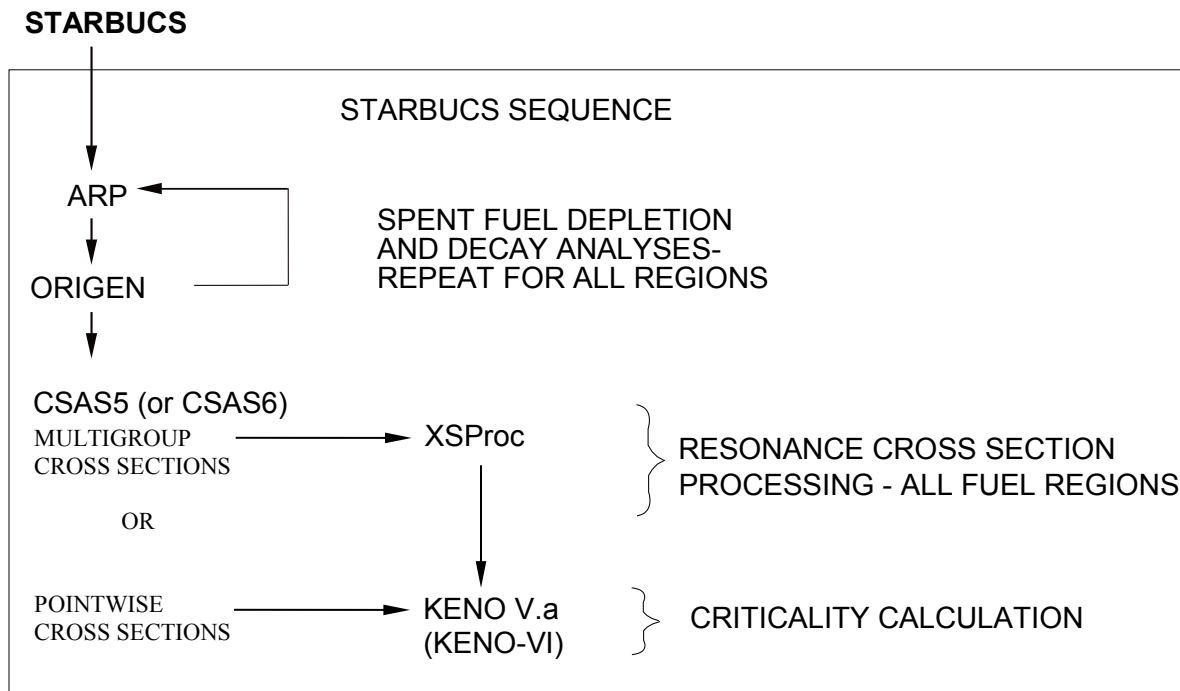 STARBUCS
STARBUCS SEQUENCE
ARP
SPENT FUEL DEPLETION
AND DECAY ANALYSES-
REPEAT FOR ALL REGIONS
ORIGEN
CSAS5 (or CSAS6)
MULTIGROUP
CROSS SECTIONS
XSProc
RESONANCE CROSS SECTION
PROCESSING - ALL FUEL REGIONS
OR
POINTWISE
CROSS SECTIONS
KENO V.a
(KENO-VI)
CRITICALITY CALCULATION